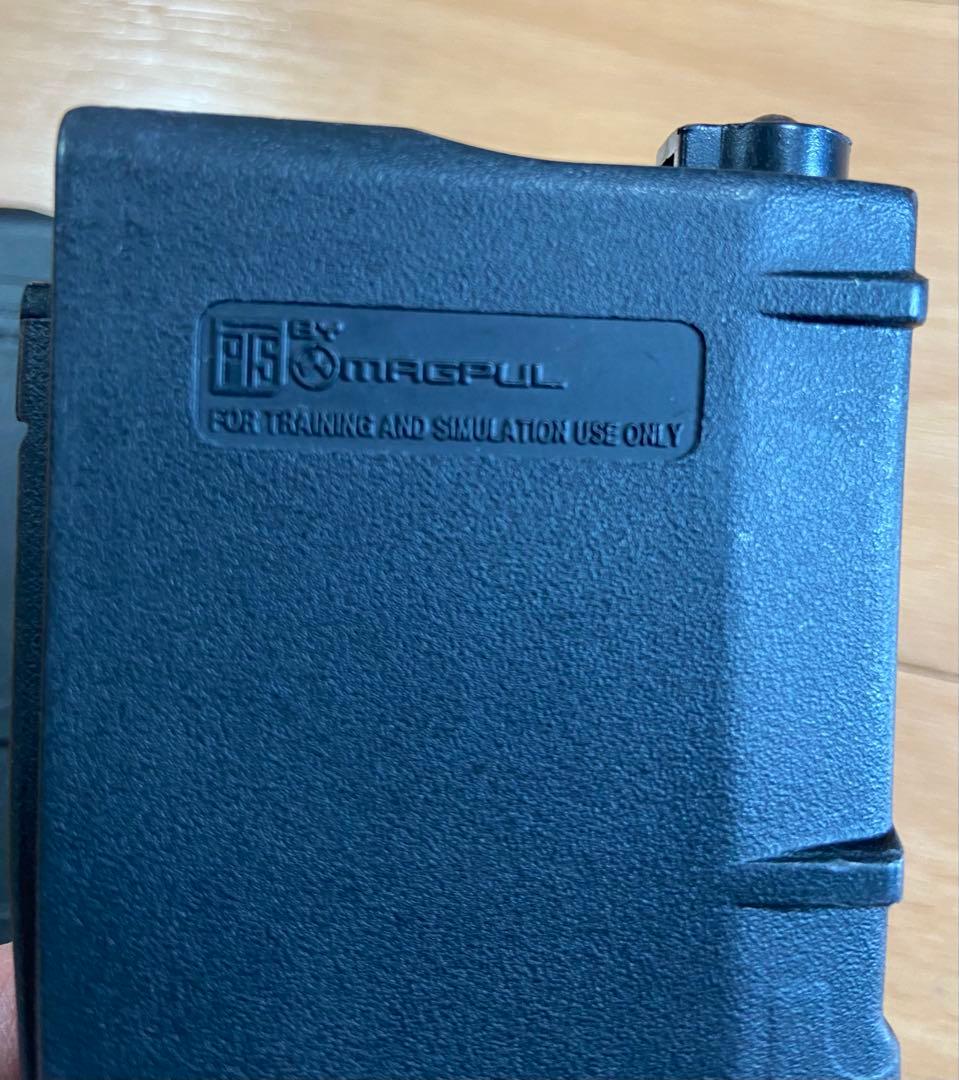 PTS BY MAGPUL
FOR TRAINING AND SIMULATION USE ONLY